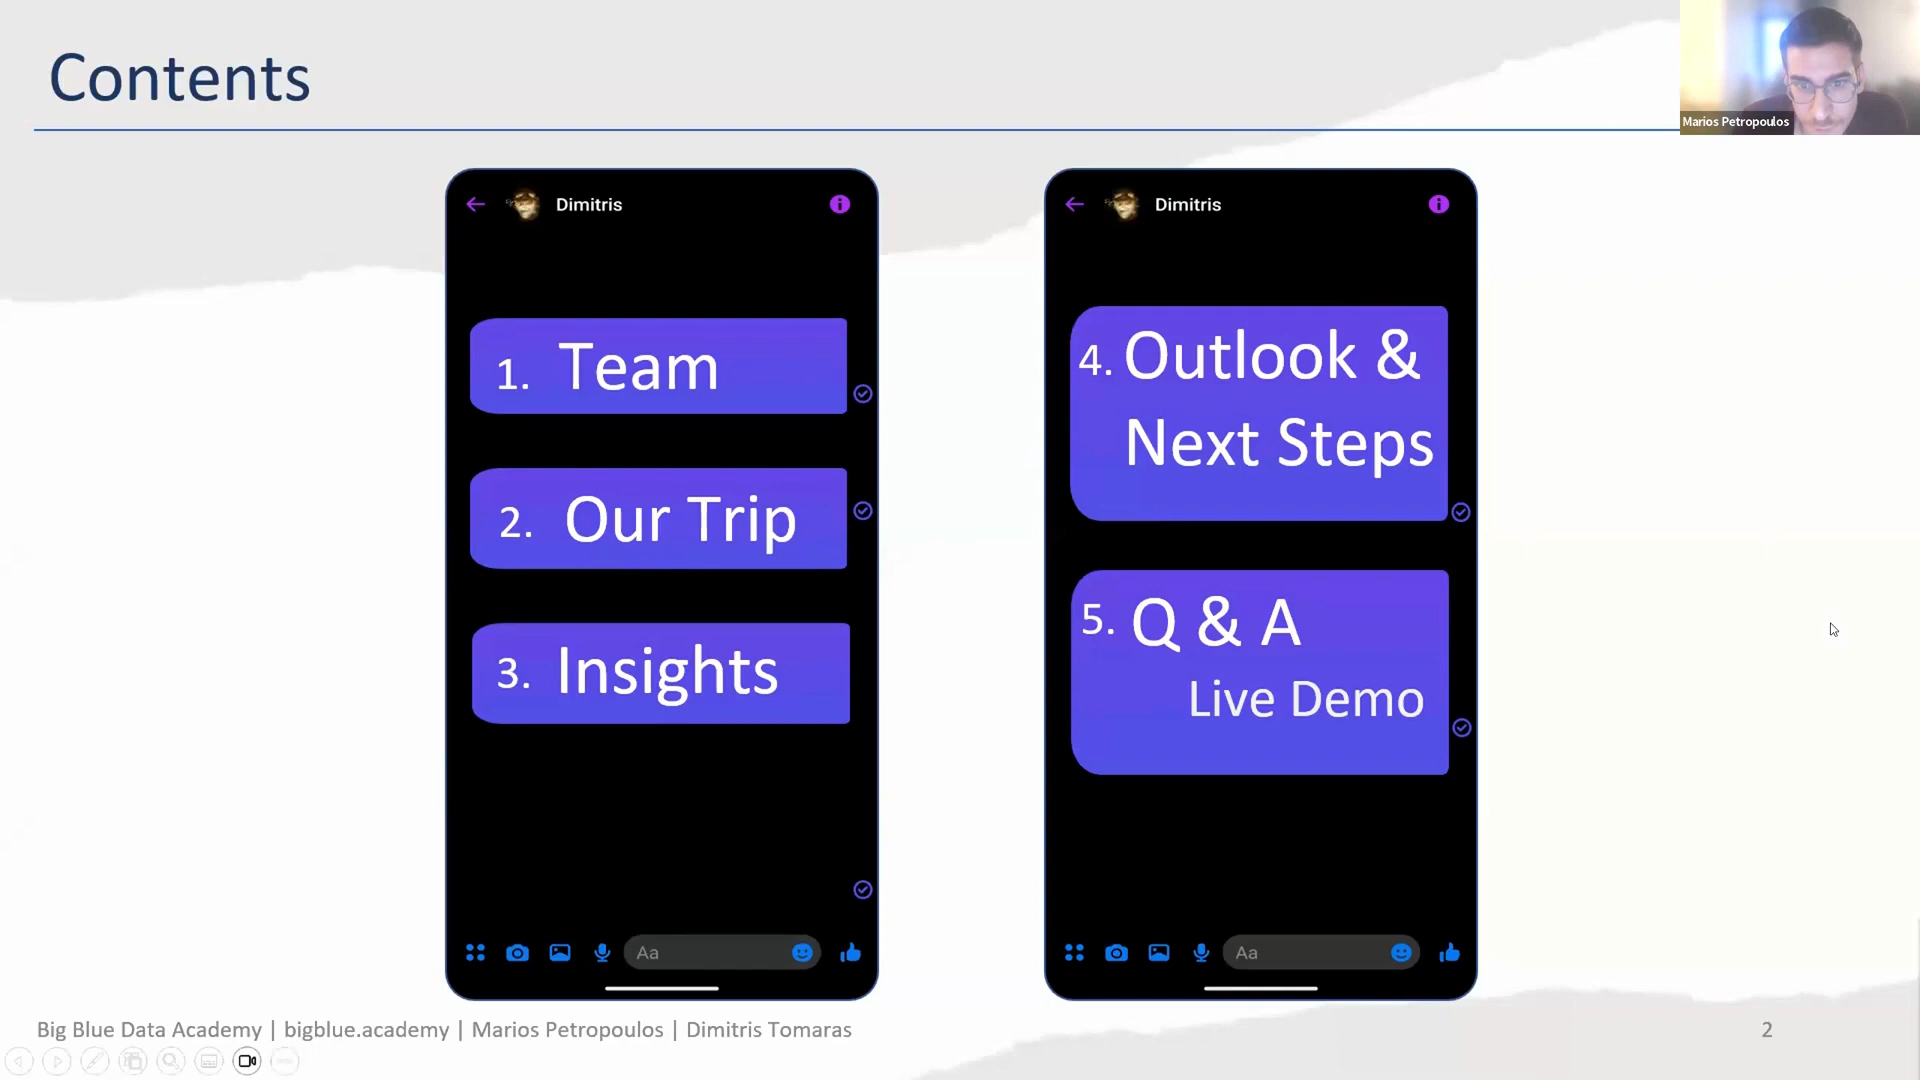 Contents
Marios Petropoulos
Dimitris
1. Team
2. Our Trip
3. Insights
Aa
Dimitris
4. Outlook &
Next Steps
5. Q & A
Live Demo
Aa
Big Blue Data Academy | bigblue.academy | Marios Petropoulos | Dimitris Tomaras
2